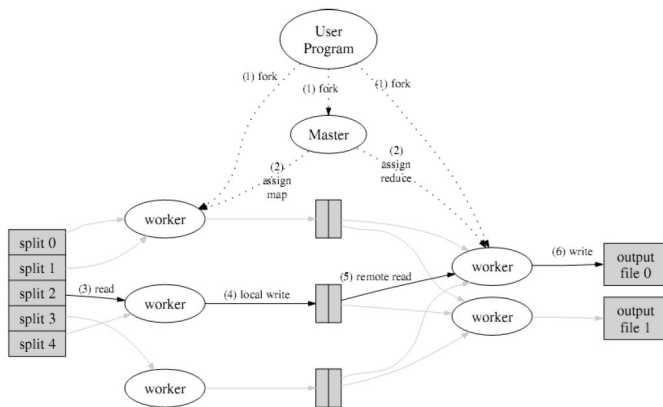 User
Program
(1) fork
(1) fork
(1) fork
Master
(2)
assign
map
(2)
assign
reduce
worker
split 0
split 1
split 2
split 3
split 4
(3) read
worker
(4) local write
(5) remote read
worker
(6) write
output
file 0
worker
output
file 1
worker